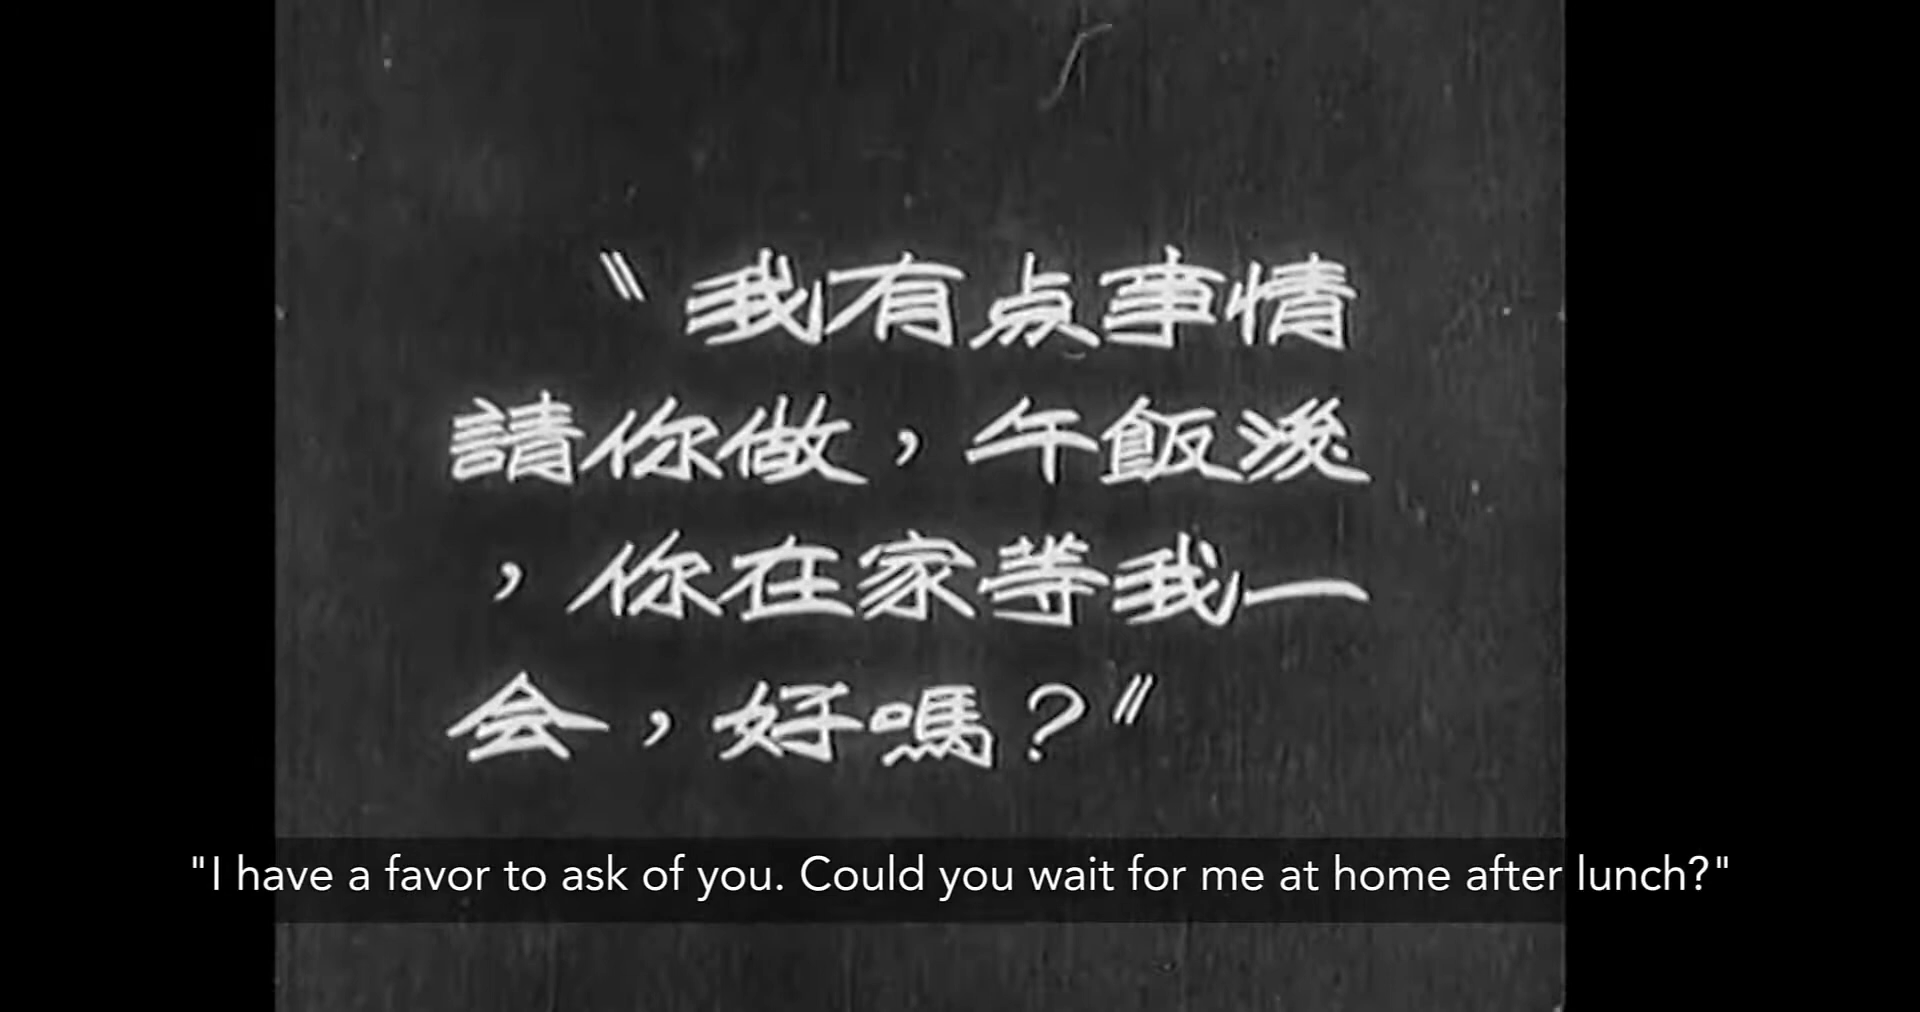 〝我有点事情
請你做，午飯後
，你在家等我一
会，好嗎？〞
"I have a favor to ask of you. Could you wait for me at home after lunch?"